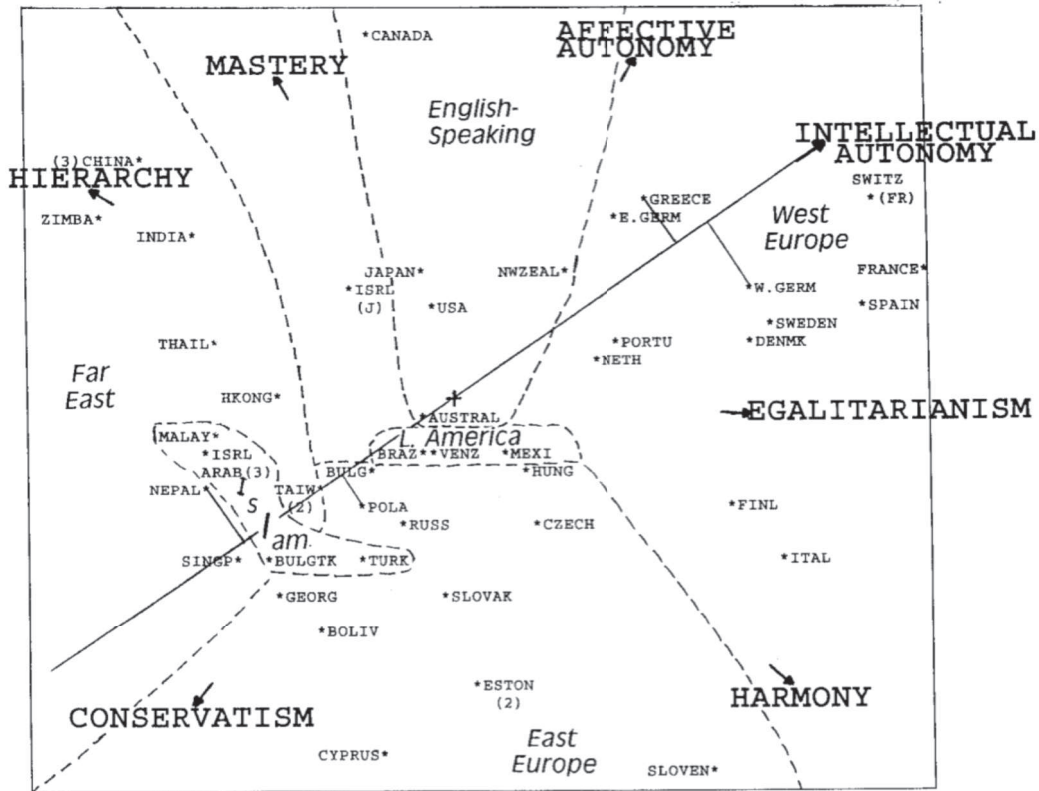 *CANADA
AFFECTIVE
AUTONOMY
MASTERY
English-
Speaking
INTELLECTUAL
AUTONOMY
(3)CHINA*
HIERARCHY
SWITZ
*(FR)
*GREECE
ZIMBA*
*E.GERM
West
Europe
INDIA*
JAPAN*
NWZEAL*
FRANCE*
*ISRL
(J)
*W.GERM
*USA
*SPAIN
*SWEDEN
THAIL*
*PORTU
*DENMK
*NETH
Far
East
HKONG*
+
*AUSTRAL
EGALITARIANISM
MALAY*
L. America
*ISRL
BRAZ**VENZ
*MEXI
ARAB(3)
BULG*
*HUNG
NEPAL*
I
s
l
am
TAIW*
(2)
*POLA
*FINL
*RUSS
*CZECH
SINGP*
*BULGTK
*TURK
*ITAL
*GEORG
*SLOVAK
*BOLIV
*ESTON
(2)
HARMONY
CONSERVATISM
East
Europe
CYPRUS*
SLOVEN*